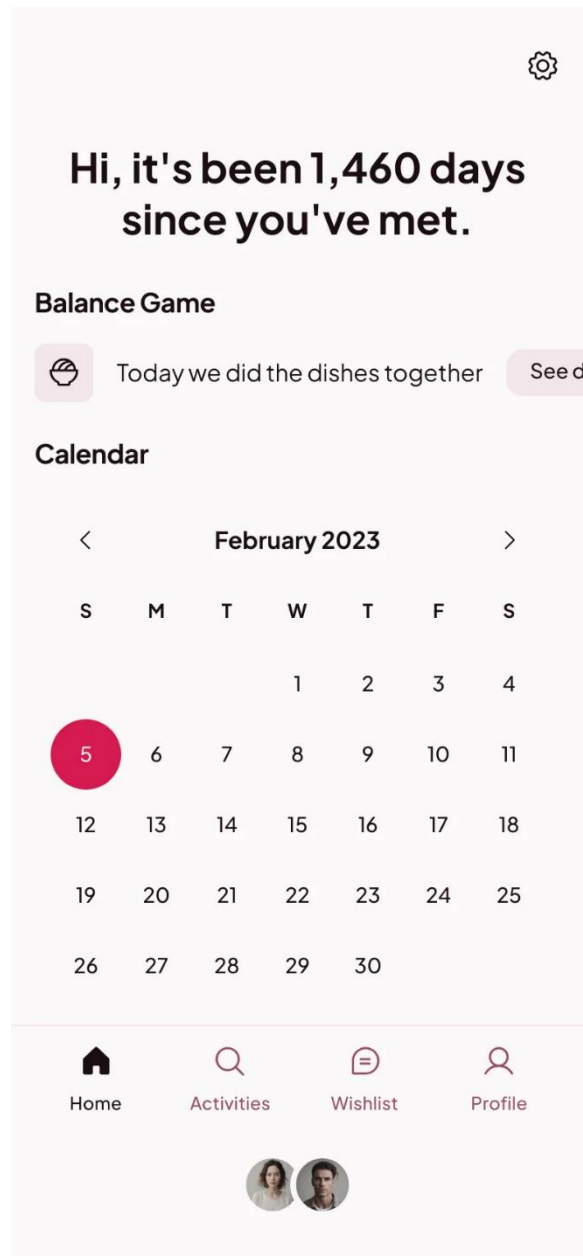 Hi, it's been 1,460 days
since you've met.
Balance Game
Today we did the dishes together See d
Calendar
February 2023
S M T W T F S
1 2 3 4
5 6 7 8 9 10 11
12 13 14 15 16 17 18
19 20 21 22 23 24 25
26 27 28 29 30
Home Activities Wishlist Profile